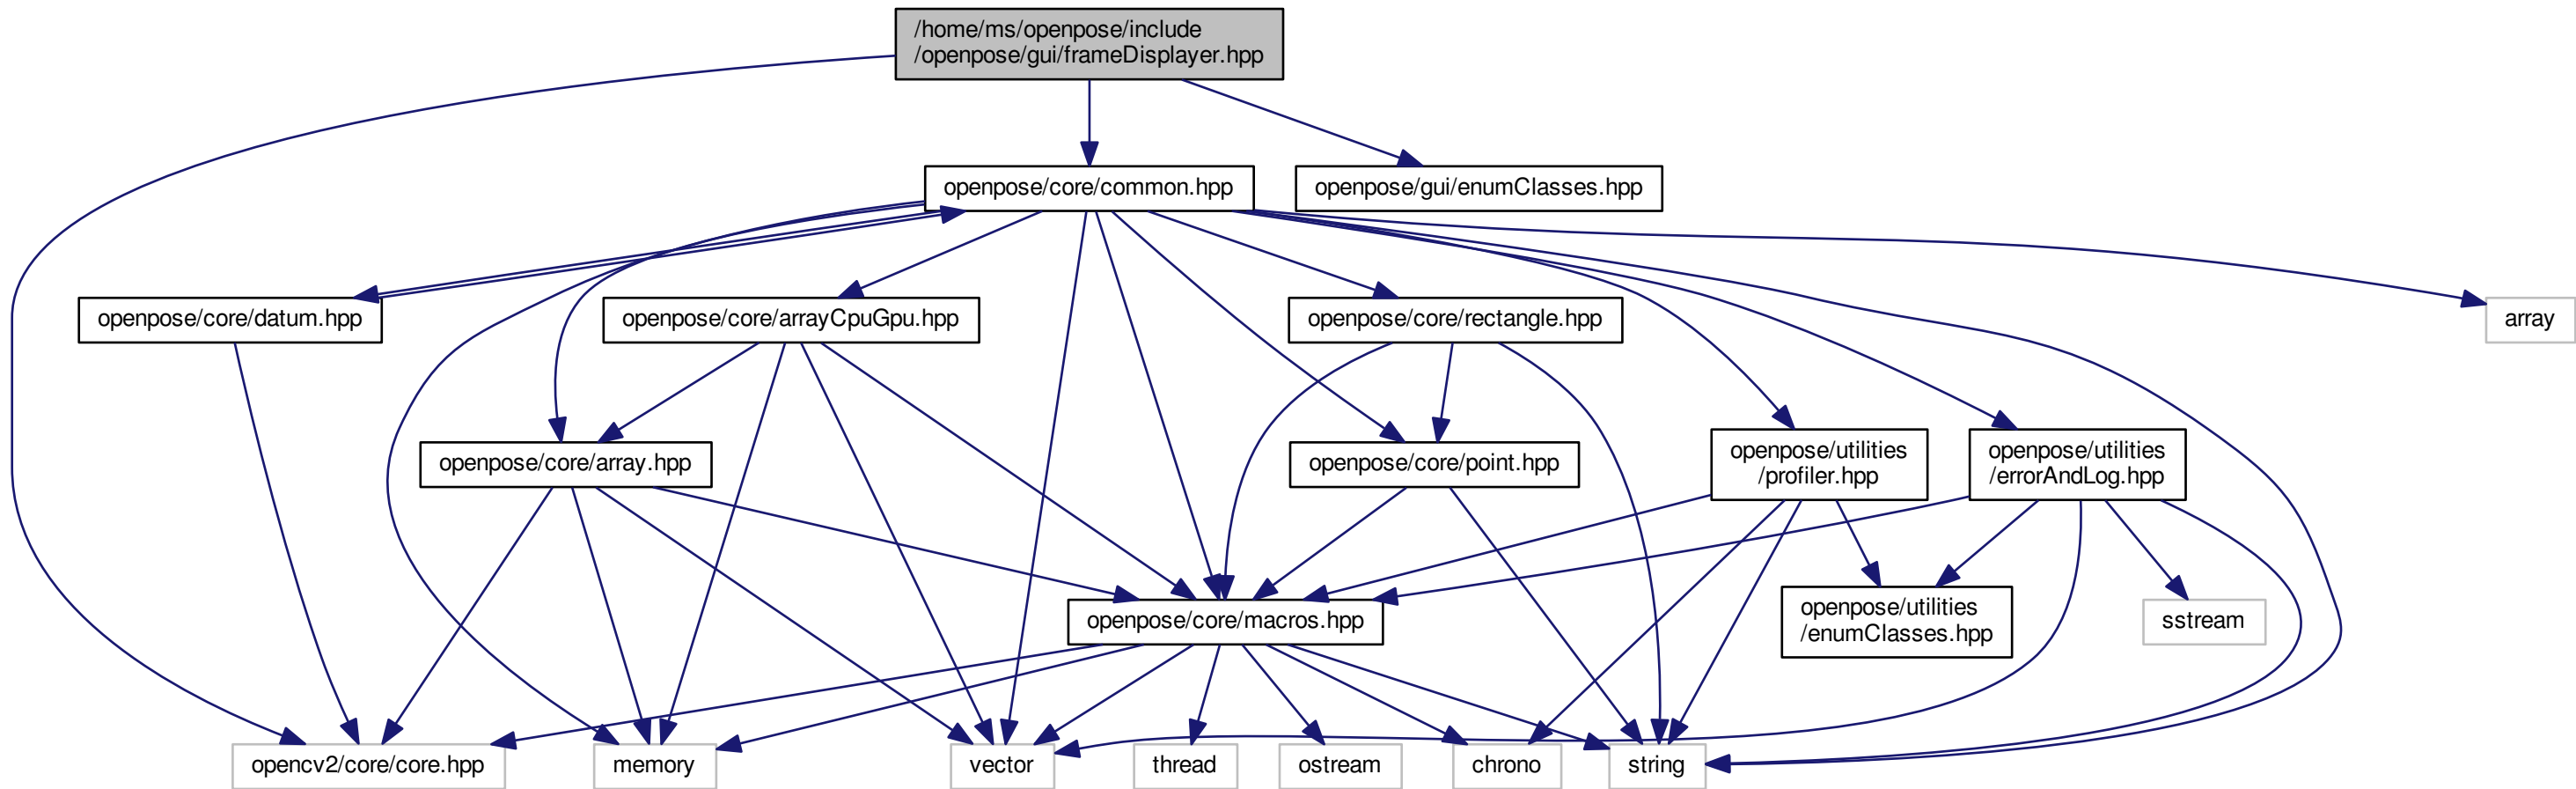 /home/ms/openpose/include
/openpose/gui/frameDisplayer.hpp
openpose/core/common.hpp
openpose/gui/enumClasses.hpp
openpose/core/datum.hpp
openpose/core/arrayCpuGpu.hpp
openpose/core/rectangle.hpp
array
openpose/core/array.hpp
openpose/core/point.hpp
openpose/utilities
/profiler.hpp
openpose/utilities
/errorAndLog.hpp
openpose/core/macros.hpp
openpose/utilities
/enumClasses.hpp
sstream
opencv2/core/core.hpp
memory
vector
thread
ostream
chrono
string